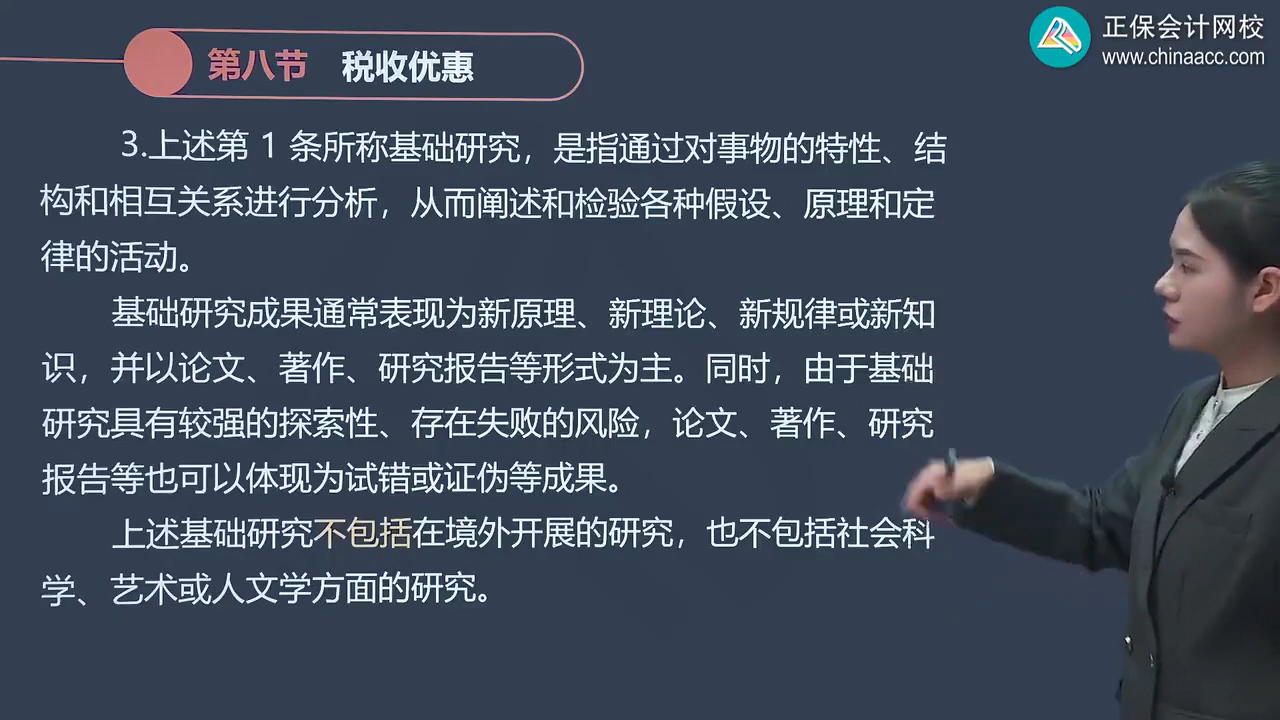 正保会计网校
www.chinaacc.com
第八节 税收优惠
3.上述第 1 条所称基础研究，是指通过对事物的特性、结
构和相互关系进行分析，从而阐述和检验各种假设、原理和定
律的活动。
基础研究成果通常表现为新原理、新理论、新规律或新知
识，并以论文、著作、研究报告等形式为主。同时，由于基础
研究具有较强的探索性、存在失败的风险，论文、著作、研究
报告等也可以体现为试错或证伪等成果。
上述基础研究不包括在境外开展的研究，也不包括社会科
学、艺术或人文学方面的研究。